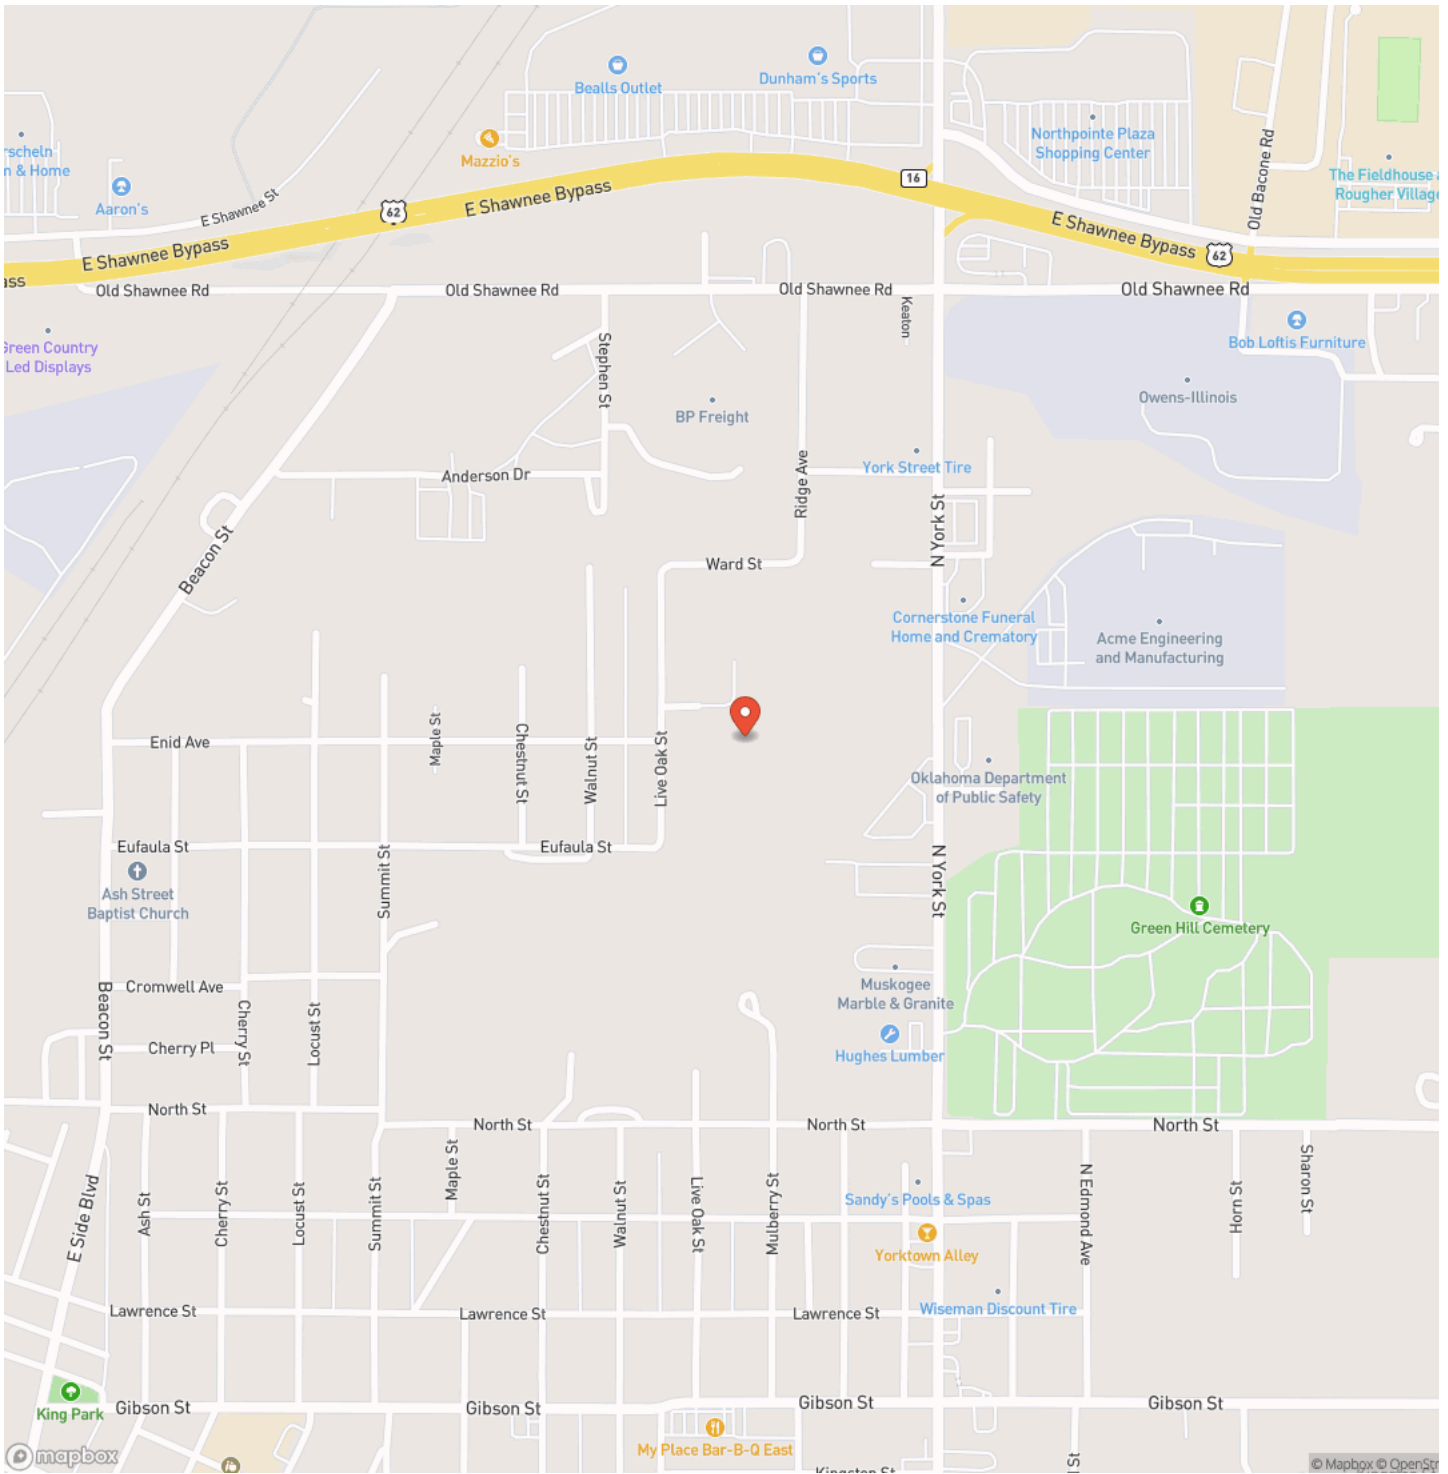 Bealls Outlet
Dunham's Sports
Northpointe Plaza
Shopping Center
Old Bacone Rd
Mazzio's
rscheln
n & Home
Aaron's
E Shawnee St
62
E Shawnee Bypass
16
The Fieldhouse a
Rougher Village
E Shawnee Bypass
E Shawnee Bypass
62
ass
Old Shawnee Rd
Old Shawnee Rd
Old Shawnee Rd
Old Shawnee Rd
Keaton
Green Country
Led Displays
Stephen St
Bob Loftis Furniture
BP Freight
Owens-Illinois
York Street Tire
Anderson Dr
Ridge Ave
N York St
Beacon St
Ward St
Cornerstone Funeral
Home and Crematory
Acme Engineering
and Manufacturing
Enid Ave
Maple St
Chestnut St
Walnut St
Live Oak St
Oklahoma Department
of Public Safety
Eufaula St
Eufaula St
Summit St
N York St
Ash Street
Baptist Church
Green Hill Cemetery
Cromwell Ave
Muskogee
Marble & Granite
Beacon St
Cherry St
Locust St
Cherry Pl
Hughes Lumber
North St
North St
North St
North St
E Side Blvd
Ash St
Cherry St
Locust St
Summit St
Maple St
Chestnut St
Walnut St
Live Oak St
Mulberry St
Sandy's Pools & Spas
N Edmond Ave
Horn St
Sharon St
Yorktown Alley
Lawrence St
Lawrence St
Lawrence St
Wiseman Discount Tire
King Park
Gibson St
Gibson St
Gibson St
Gibson St
My Place Bar-B-Q East
mapbox
Kingston St
l St
© Mapbox © OpenStr